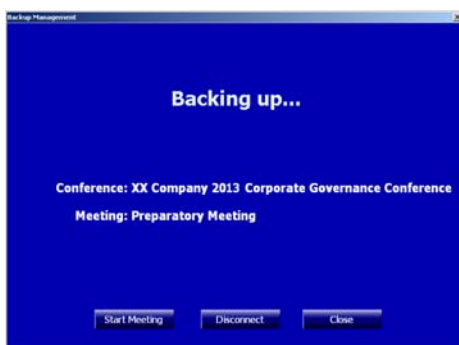 Backup Management
Backing up...
Conference: XX Company 2013 Corporate Governance Conference
Meeting: Preparatory Meeting
Start Meeting
Disconnect
Close